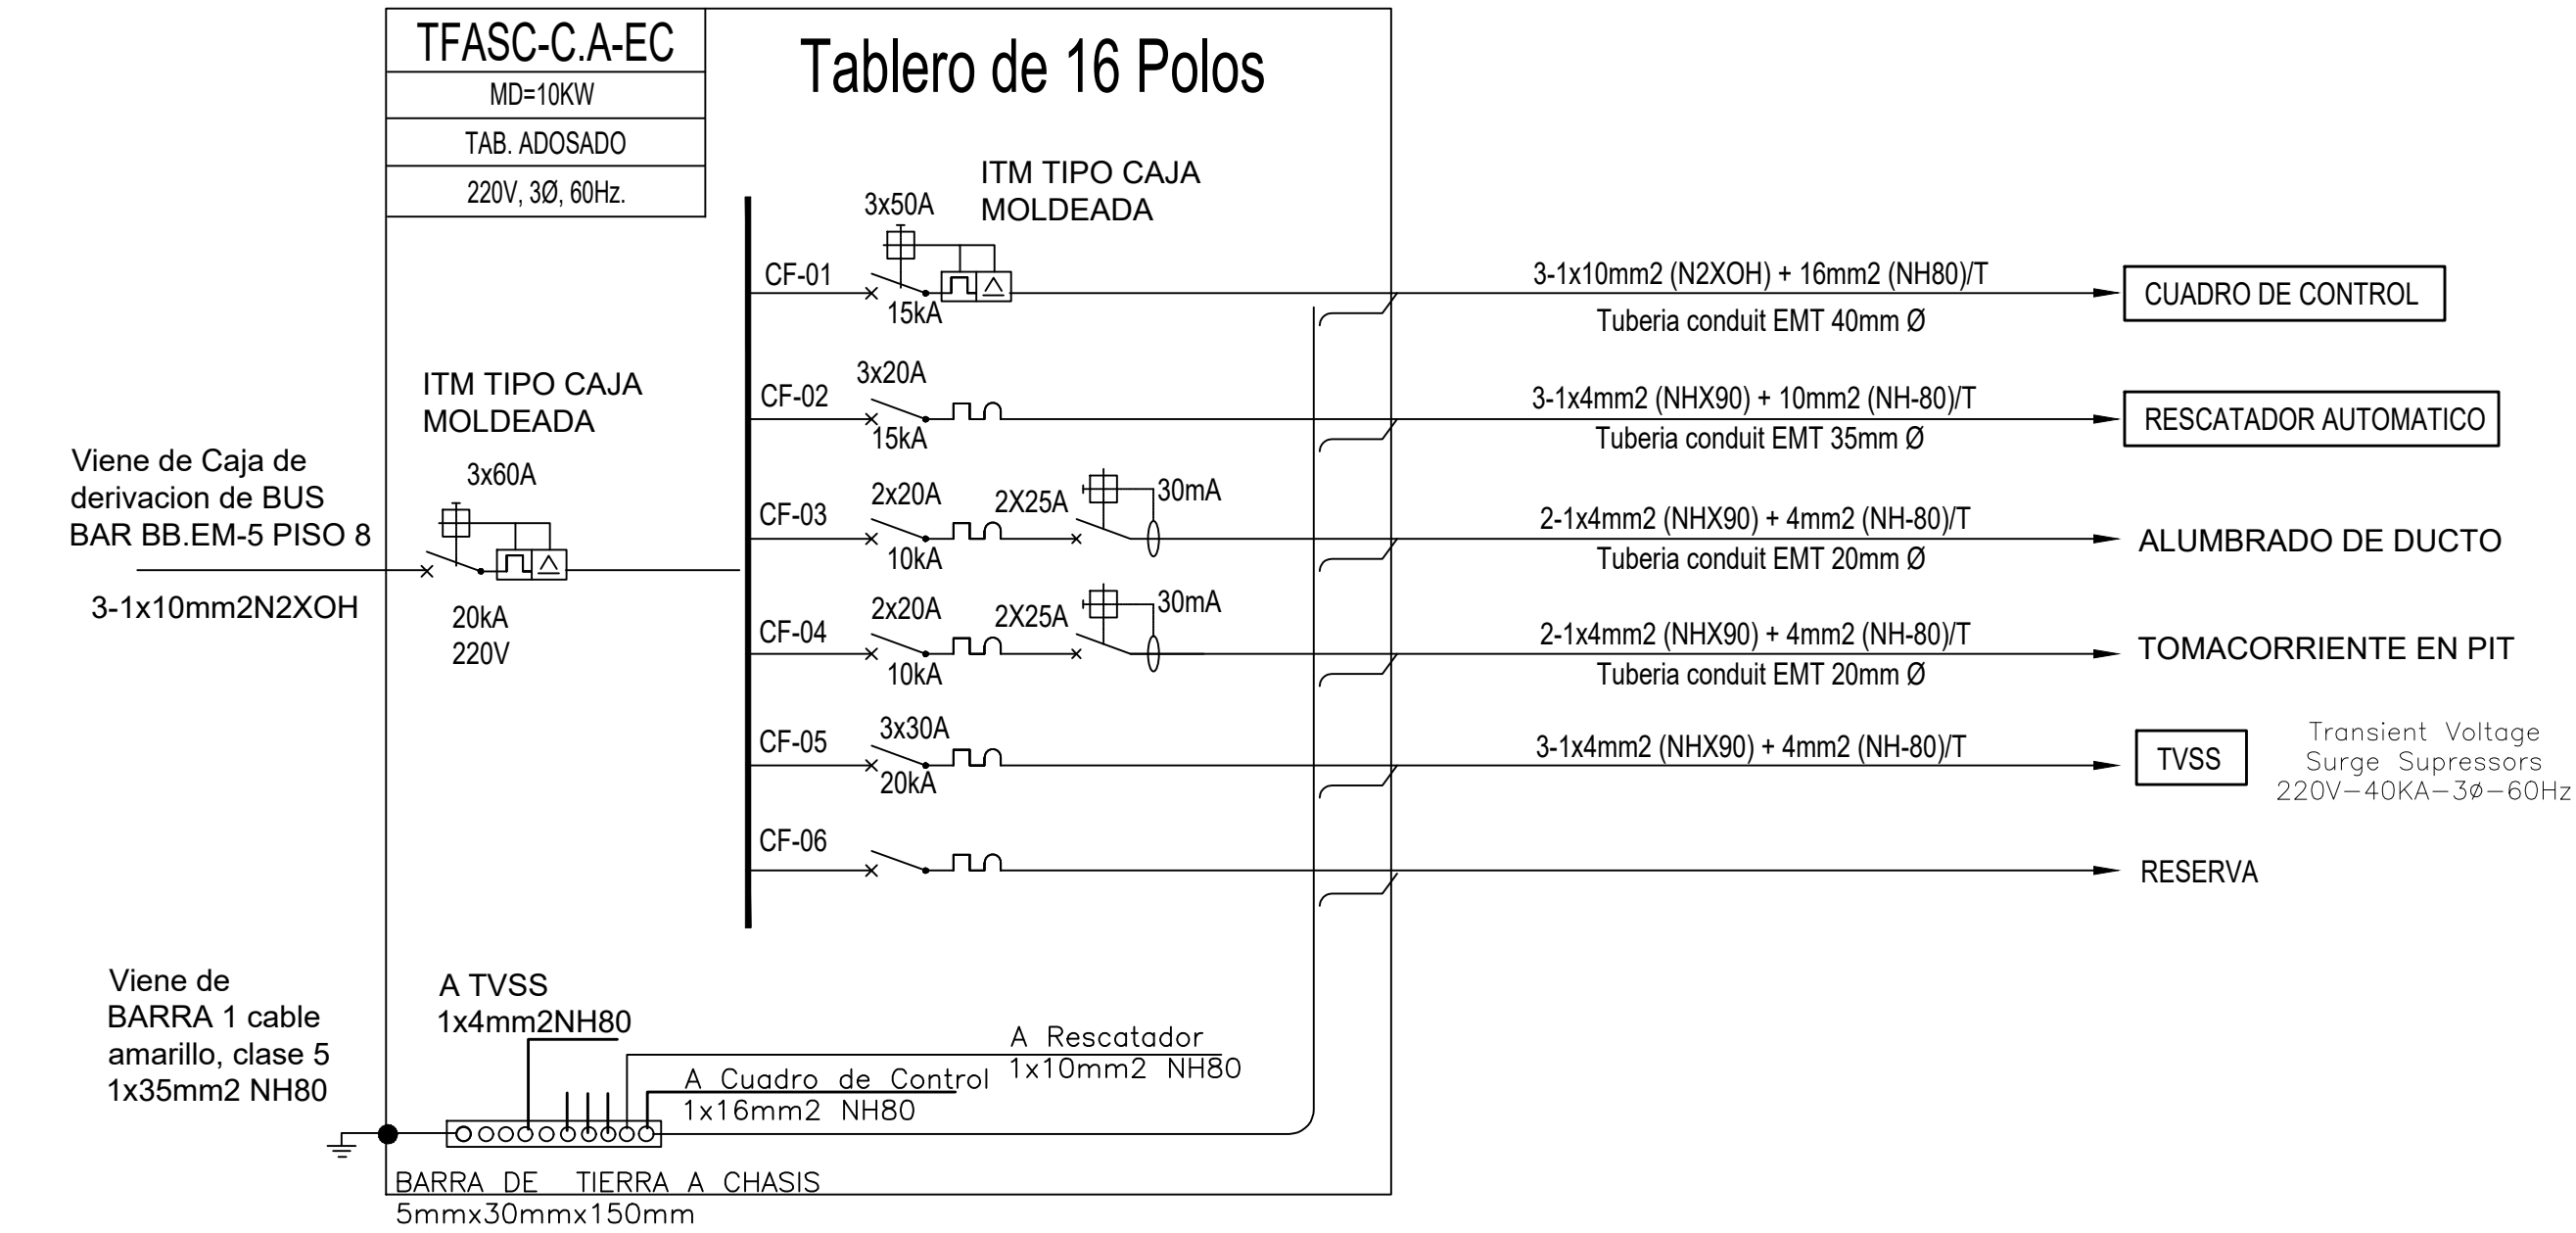 TFASC-C.A-EC
MD=10KW
TAB. ADOSADO
220V, 3Ø, 60Hz.
Tablero de 16 Polos
ITM TIPO CAJA
MOLDEADA
3x50A
CF-01
15kA
3-1x10mm2 (N2XOH) + 16mm2 (NH80)/T
Tuberia conduit EMT 40mm Ø
CUADRO DE CONTROL
3x20A
CF-02
15kA
3-1x4mm2 (NHX90) + 10mm2 (NH-80)/T
Tuberia conduit EMT 35mm Ø
RESCATADOR AUTOMATICO
ITM TIPO CAJA
MOLDEADA
3x60A
Viene de Caja de
derivacion de BUS
BAR BB.EM-5 PISO 8
3-1x10mm2N2XOH
20kA
220V
CF-03
2x20A
10kA
2X25A
30mA
2-1x4mm2 (NHX90) + 4mm2 (NH-80)/T
Tuberia conduit EMT 20mm Ø
ALUMBRADO DE DUCTO
CF-04
2x20A
10kA
2X25A
30mA
2-1x4mm2 (NHX90) + 4mm2 (NH-80)/T
Tuberia conduit EMT 20mm Ø
TOMACORRIENTE EN PIT
CF-05
3x30A
20kA
3-1x4mm2 (NHX90) + 4mm2 (NH-80)/T
TVSS
Transient Voltage
Surge Supressors
220V-40KA-3ø-60Hz
CF-06
RESERVA
Viene de
BARRA 1 cable
amarillo, clase 5
1x35mm2 NH80
A TVSS
1x4mm2NH80
A Rescatador
1x10mm2 NH80
A Cuadro de Control
1x16mm2 NH80
BARRA DE TIERRA A CHASIS
5mmx30mmx150mm